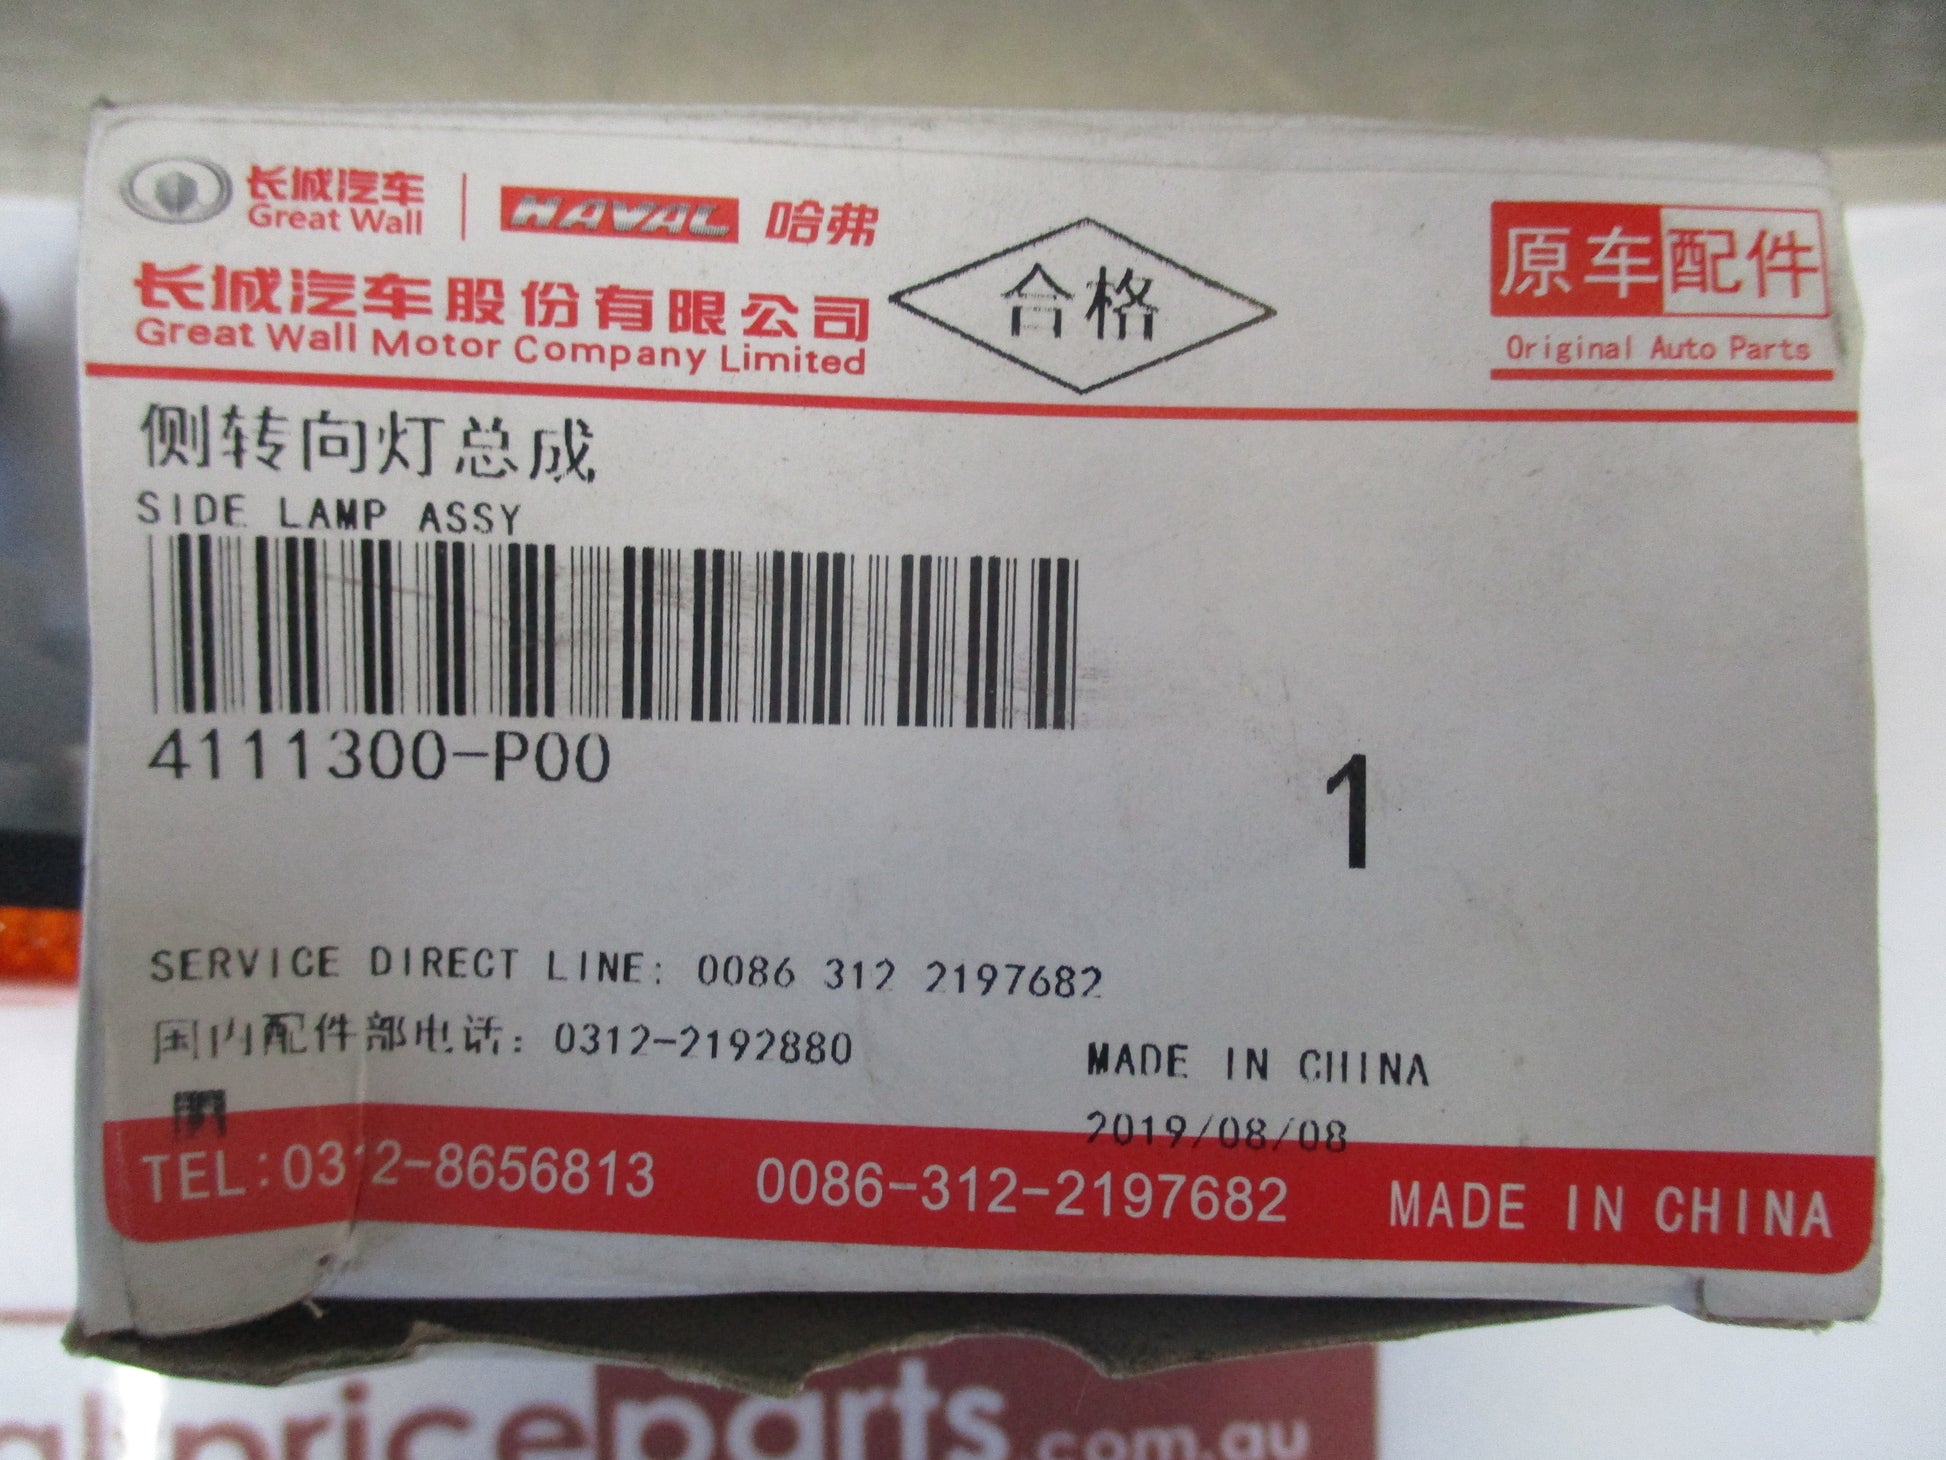 长城汽车
Great Wall
HAVAL 哈弗
长城汽车股份有限公司
Great Wall Motor Company Limited
合格
原车配件
Original Auto Parts
侧转向灯总成
SIDE LAMP ASSY
4111300-P00
1
SERVICE DIRECT LINE: 0086 312 2197682
国内配件部电话: 0312-2192880
MADE IN CHINA
2019/08/08
TEL:0312-8656813 0086-312-2197682 MADE IN CHINA
priceparts.com.au